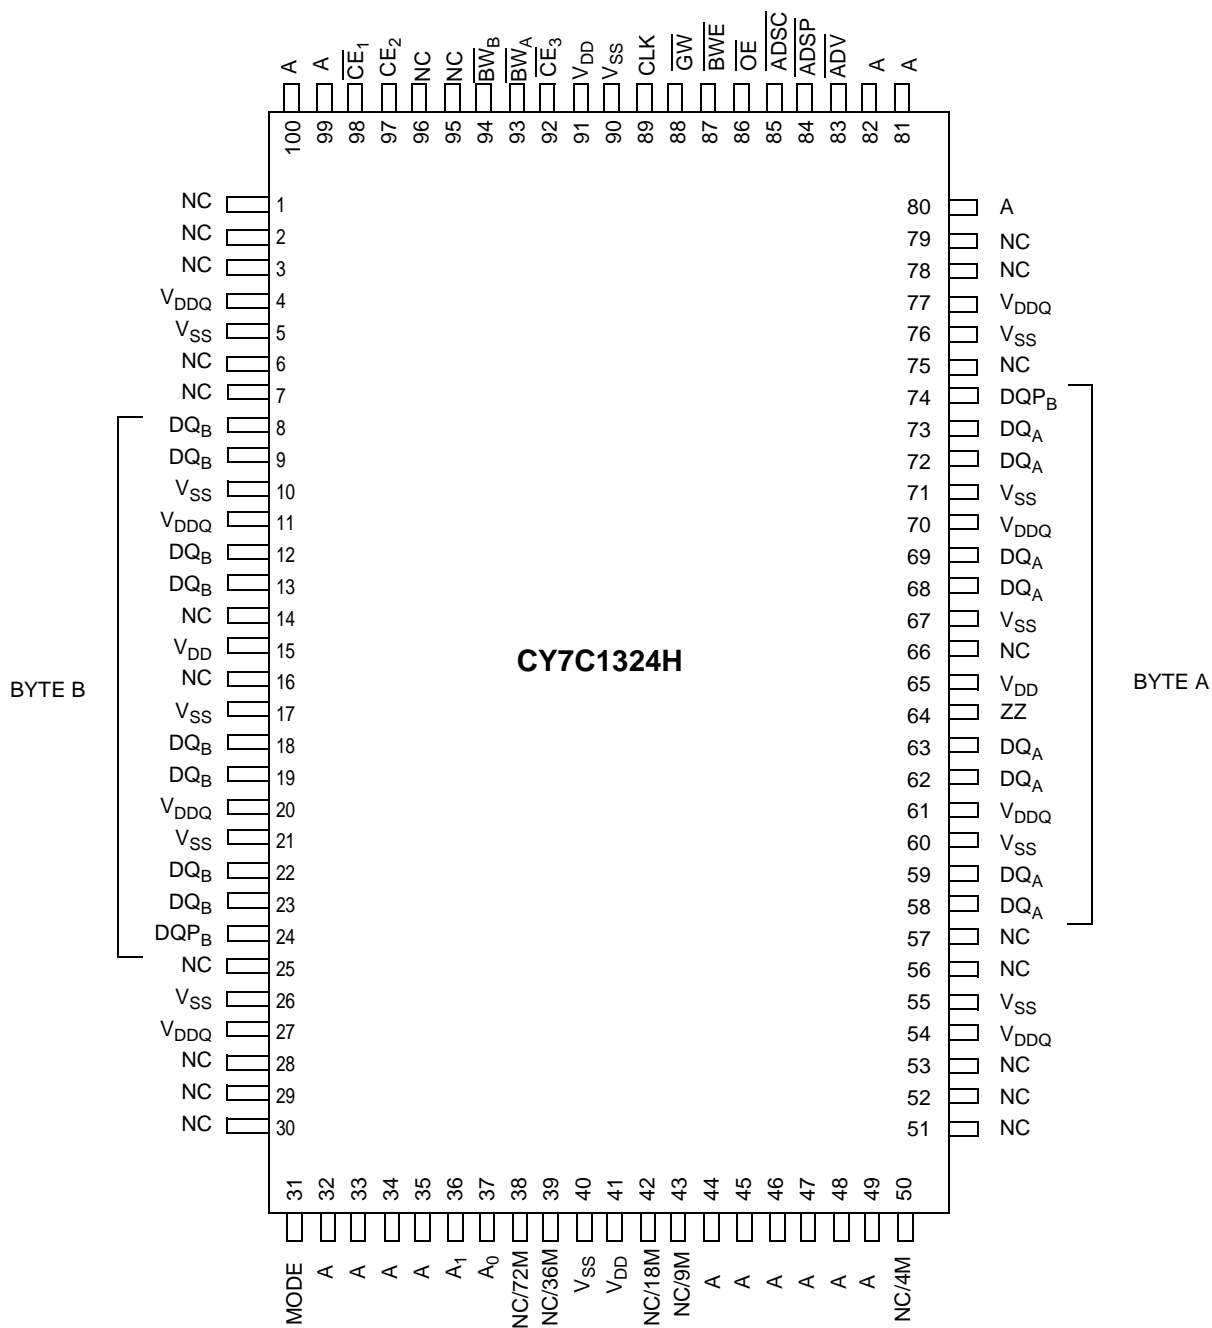 A A CE1 CE2 NC NC BWB BWA CE3 VDD VSS CLK GW BWE OE ADSC ADSP ADV A A
100 99 98 97 96 95 94 93 92 91 90 89 88 87 86 85 84 83 82 81
NC 1
NC 2
NC 3
VDDQ 4
VSS 5
NC 6
NC 7
DQB 8
DQB 9
VSS 10
VDDQ 11
DQB 12
DQB 13
NC 14
VDD 15
NC 16
VSS 17
DQB 18
DQB 19
VDDQ 20
VSS 21
DQB 22
DQB 23
DQPB 24
NC 25
VSS 26
VDDQ 27
NC 28
NC 29
NC 30
BYTE B
CY7C1324H
80 A
79 NC
78 NC
77 VDDQ
76 VSS
75 NC
74 DQPB
73 DQA
72 DQA
71 VSS
70 VDDQ
69 DQA
68 DQA
67 VSS
66 NC
65 VDD
64 ZZ
63 DQA
62 DQA
61 VDDQ
60 VSS
59 DQA
58 DQA
57 NC
56 NC
55 VSS
54 VDDQ
53 NC
52 NC
51 NC
BYTE A
31 32 33 34 35 36 37 38 39 40 41 42 43 44 45 46 47 48 49 50
MODE A A A A A1 A0 NC/72M NC/36M VSS VDD NC/18M NC/9M A A A A A A NC/4M